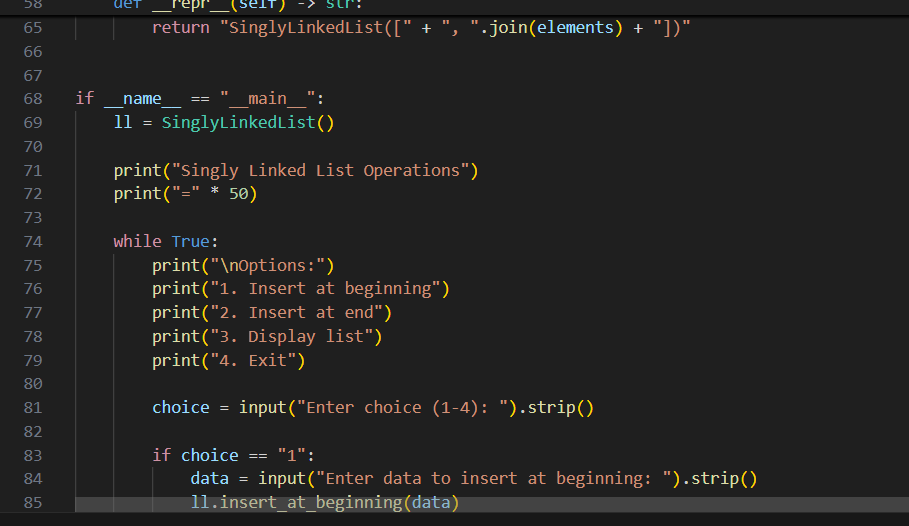 58 def __repr__(self) -> str:
65 return "SinglyLinkedList([" + ", ".join(elements) + "])"
66
67
68 if __name__ == "__main__":
69 ll = SinglyLinkedList()
70
71 print("Singly Linked List Operations")
72 print("=" * 50)
73
74 while True:
75 print("\nOptions:")
76 print("1. Insert at beginning")
77 print("2. Insert at end")
78 print("3. Display list")
79 print("4. Exit")
80
81 choice = input("Enter choice (1-4): ").strip()
82
83 if choice == "1":
84 data = input("Enter data to insert at beginning: ").strip()
85 ll.insert_at_beginning(data)